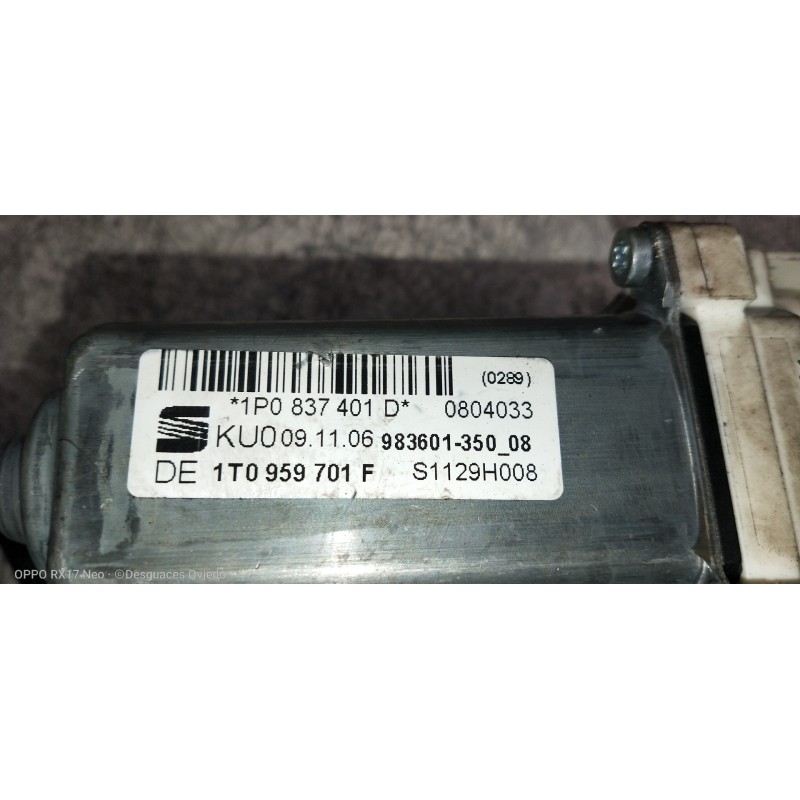 (0289)
*1P0 837 401 D* 0804033
KU0 09.11.06 983601-350_08
DE 1T0 959 701 F S1129H008
OPPO RX17 Neo · ©Desguaces Oviedo